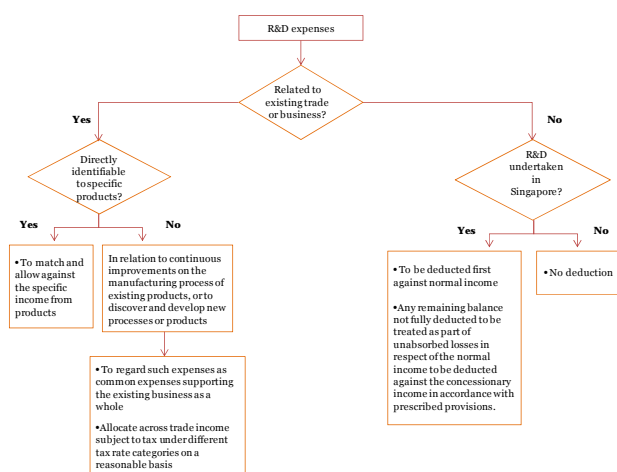 R&D expenses
Related to
existing trade
or business?
Yes
No
Directly
identifiable
to specific
products?
R&D
undertaken
in
Singapore?
Yes
No
Yes
No
•To match and
allow against
the specific
income from
products
In relation to continuous
improvements on the
manufacturing process of
existing products, or to
discover and develop new
processes or products
•To be deducted first
against normal income
•Any remaining balance
not fully deducted to be
treated as part of
unabsorbed losses in
respect of the normal
income to be deducted
against the concessionary
income in accordance with
prescribed provisions.
•No deduction
•To regard such expenses as
common expenses supporting
the existing business as a
whole
•Allocate across trade income
subject to tax under different
tax rate categories on a
reasonable basis